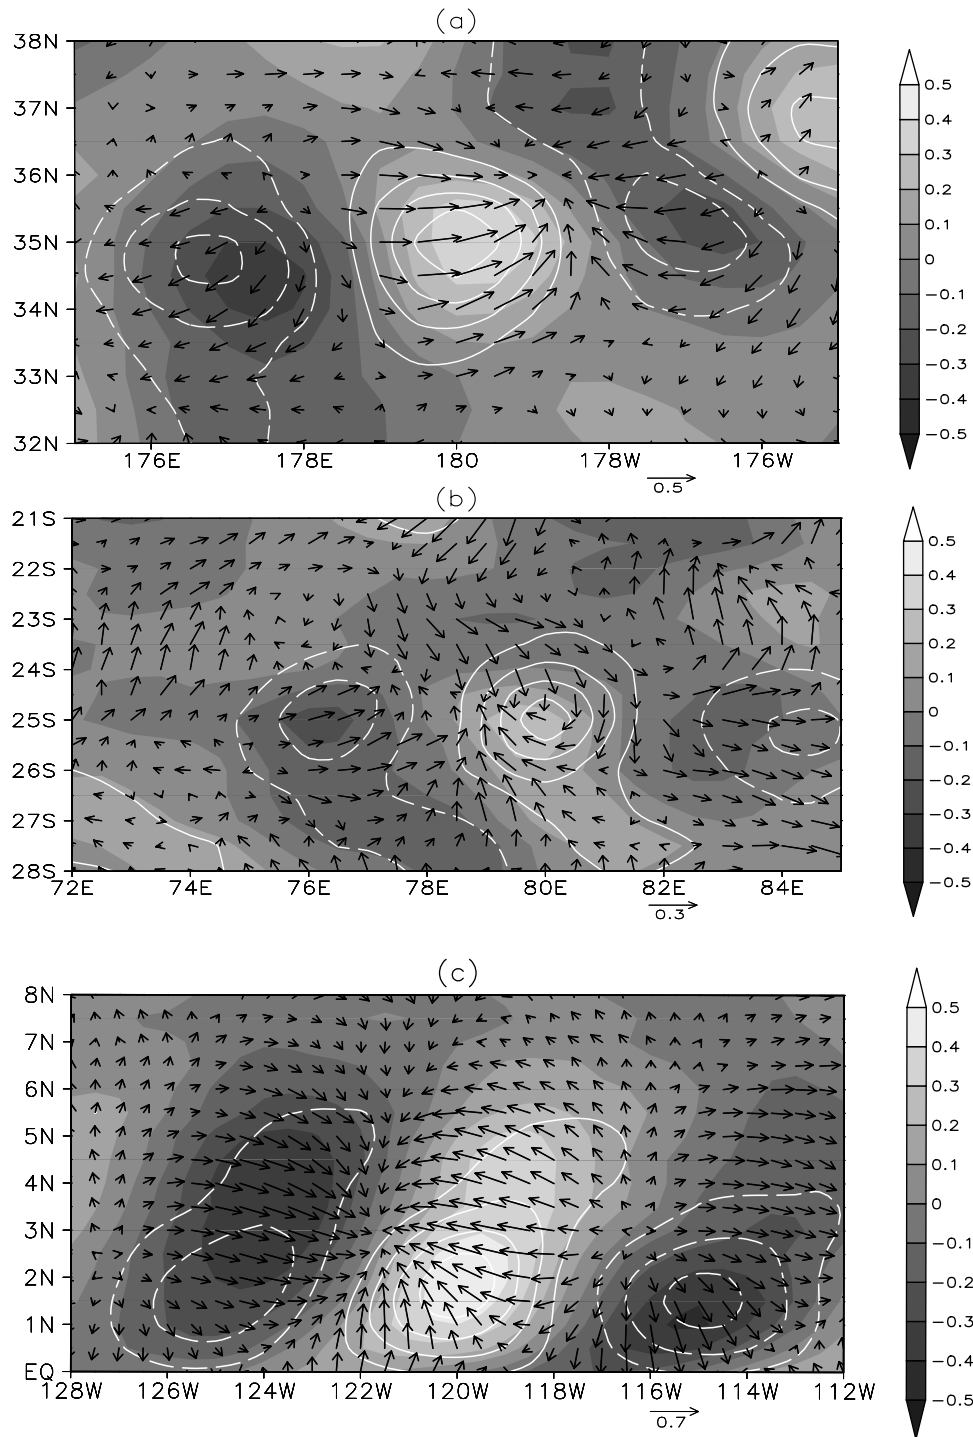 (a)
38N
37N
36N
35N
34N
33N
32N
176E 178E 180 178W 176W
0.5
0.5
0.4
0.3
0.2
0.1
0
-0.1
-0.2
-0.3
-0.4
-0.5
(b)
21S
22S
23S
24S
25S
26S
27S
28S
72E 74E 76E 78E 80E 82E 84E
0.3
0.5
0.4
0.3
0.2
0.1
0
-0.1
-0.2
-0.3
-0.4
-0.5
(c)
8N
7N
6N
5N
4N
3N
2N
1N
EQ
128W 126W 124W 122W 120W 118W 116W 114W 112W
0.7
0.5
0.4
0.3
0.2
0.1
0
-0.1
-0.2
-0.3
-0.4
-0.5